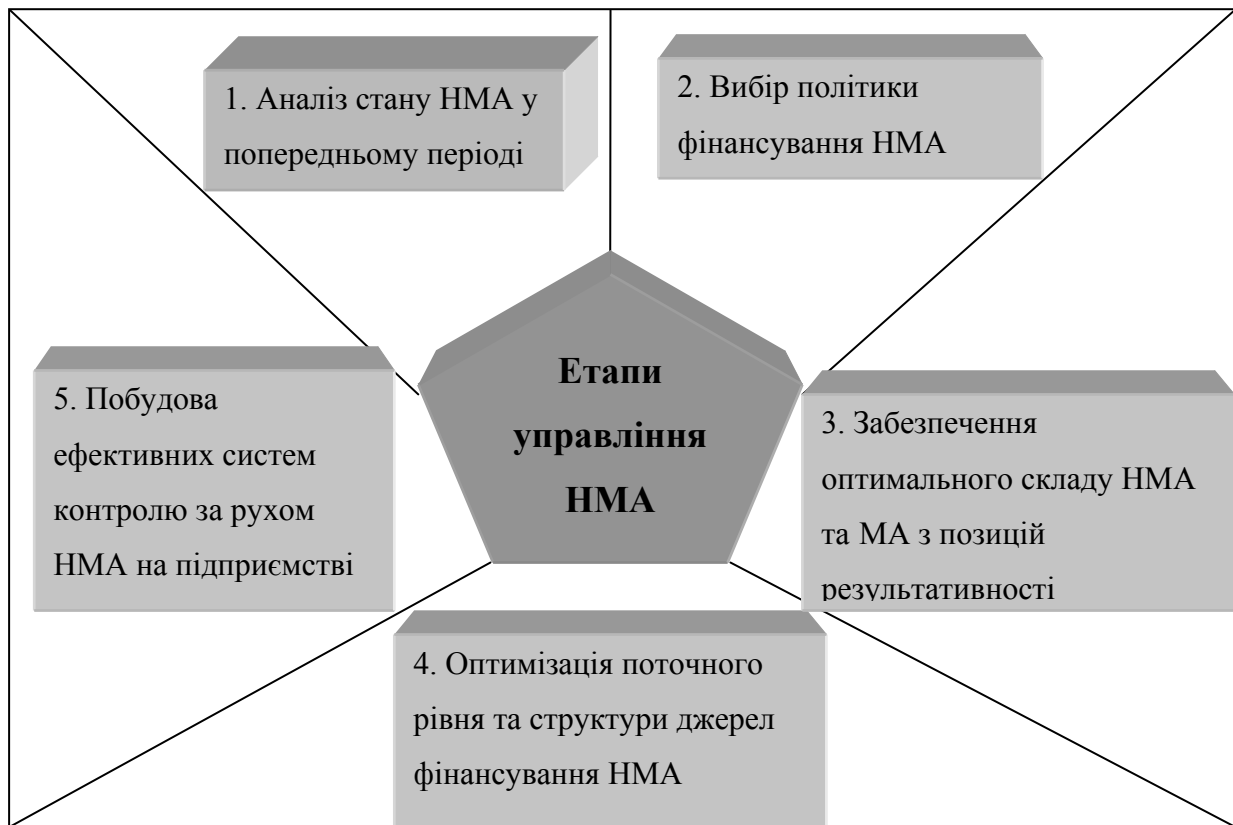 1. Аналіз стану НМА у
попередньому періоді
2. Вибір політики
фінансування НМА
Етапи
управління
НМА
3. Забезпечення
оптимального складу НМА
та МА з позицій
результативності
4. Оптимізація поточного
рівня та структури джерел
фінансування НМА
5. Побудова
ефективних систем
контролю за рухом
НМА на підприємстві